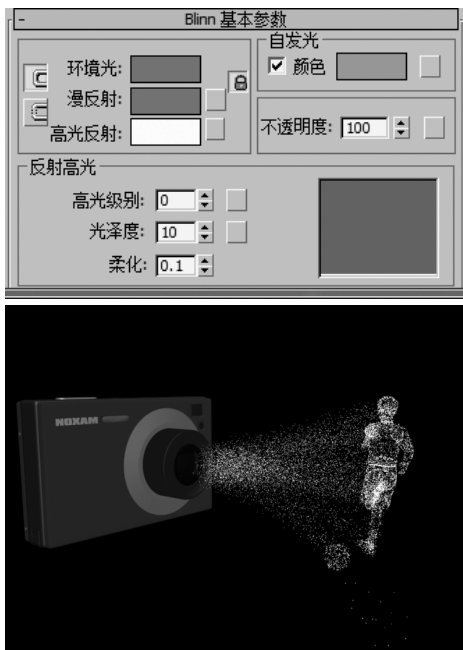 - Blinn 基本参数
自发光
环境光:
颜色
漫反射:
高光反射:
不透明度: 100
反射高光
高光级别: 0
光泽度: 10
柔化: 0.1
NOXAM